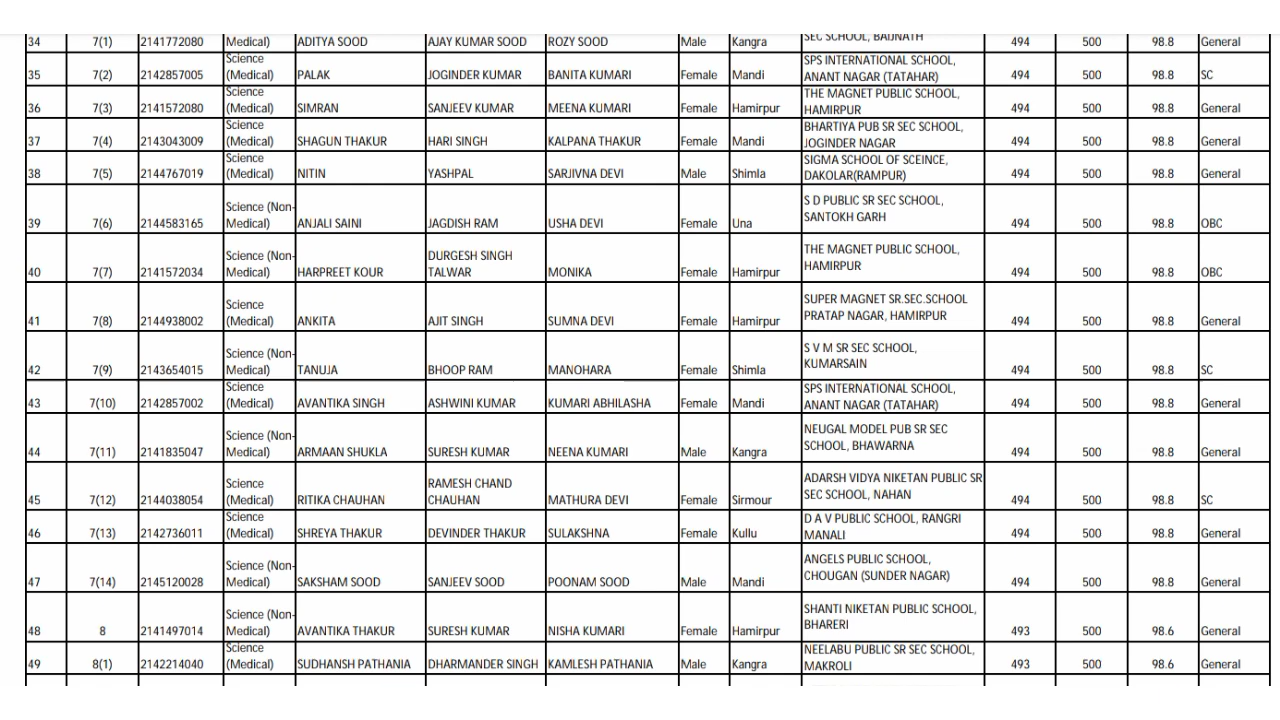 34 7(1) 2141772080 Medical) ADITYA SOOD AJAY KUMAR SOOD ROZY SOOD Male Kangra SEC SCHOOL, BAIJNATH 494 500 98.8 General
Science SPS INTERNATIONAL SCHOOL,
35 7(2) 2142857005 (Medical) PALAK JOGINDER KUMAR BANITA KUMARI Female Mandi ANANT NAGAR (TATAHAR) 494 500 98.8 SC
Science THE MAGNET PUBLIC SCHOOL,
36 7(3) 2141572080 (Medical) SIMRAN SANJEEV KUMAR MEENA KUMARI Female Hamirpur HAMIRPUR 494 500 98.8 General
Science BHARTIYA PUB SR SEC SCHOOL,
37 7(4) 2143043009 (Medical) SHAGUN THAKUR HARI SINGH KALPANA THAKUR Female Mandi JOGINDER NAGAR 494 500 98.8 General
Science SIGMA SCHOOL OF SCEINCE,
38 7(5) 2144767019 (Medical) NITIN YASHPAL SARJIVNA DEVI Male Shimla DAKOLAR(RAMPUR) 494 500 98.8 General
Science (Non- S D PUBLIC SR SEC SCHOOL,
39 7(6) 2144583165 Medical) ANJALI SAINI JAGDISH RAM USHA DEVI Female Una SANTOKH GARH 494 500 98.8 OBC
Science (Non- DURGESH SINGH THE MAGNET PUBLIC SCHOOL,
40 7(7) 2141572034 Medical) HARPREET KOUR TALWAR MONIKA Female Hamirpur HAMIRPUR 494 500 98.8 OBC
Science SUPER MAGNET SR.SEC.SCHOOL
41 7(8) 2144938002 (Medical) ANKITA AJIT SINGH SUMNA DEVI Female Hamirpur PRATAP NAGAR, HAMIRPUR 494 500 98.8 General
Science (Non- S V M SR SEC SCHOOL,
42 7(9) 2143654015 Medical) TANUJA BHOOP RAM MANOHARA Female Shimla KUMARSAIN 494 500 98.8 SC
Science SPS INTERNATIONAL SCHOOL,
43 7(10) 2142857002 (Medical) AVANTIKA SINGH ASHWINI KUMAR KUMARI ABHILASHA Female Mandi ANANT NAGAR (TATAHAR) 494 500 98.8 General
Science (Non- NEUGAL MODEL PUB SR SEC
44 7(11) 2141835047 Medical) ARMAAN SHUKLA SURESH KUMAR NEENA KUMARI Male Kangra SCHOOL, BHAWARNA 494 500 98.8 General
Science RAMESH CHAND ADARSH VIDYA NIKETAN PUBLIC SR
45 7(12) 2144038054 (Medical) RITIKA CHAUHAN CHAUHAN MATHURA DEVI Female Sirmour SEC SCHOOL, NAHAN 494 500 98.8 SC
Science D A V PUBLIC SCHOOL, RANGRI
46 7(13) 2142736011 (Medical) SHREYA THAKUR DEVINDER THAKUR SULAKSHNA Female Kullu MANALI 494 500 98.8 General
Science (Non- ANGELS PUBLIC SCHOOL,
47 7(14) 2145120028 Medical) SAKSHAM SOOD SANJEEV SOOD POONAM SOOD Male Mandi CHOUGAN (SUNDER NAGAR) 494 500 98.8 General
Science (Non- SHANTI NIKETAN PUBLIC SCHOOL,
48 8 2141497014 Medical) AVANTIKA THAKUR SURESH KUMAR NISHA KUMARI Female Hamirpur BHARERI 493 500 98.6 General
Science NEELABU PUBLIC SR SEC SCHOOL,
49 8(1) 2142214040 (Medical) SUDHANSH PATHANIA DHARMANDER SINGH KAMLESH PATHANIA Male Kangra MAKROLI 493 500 98.6 General